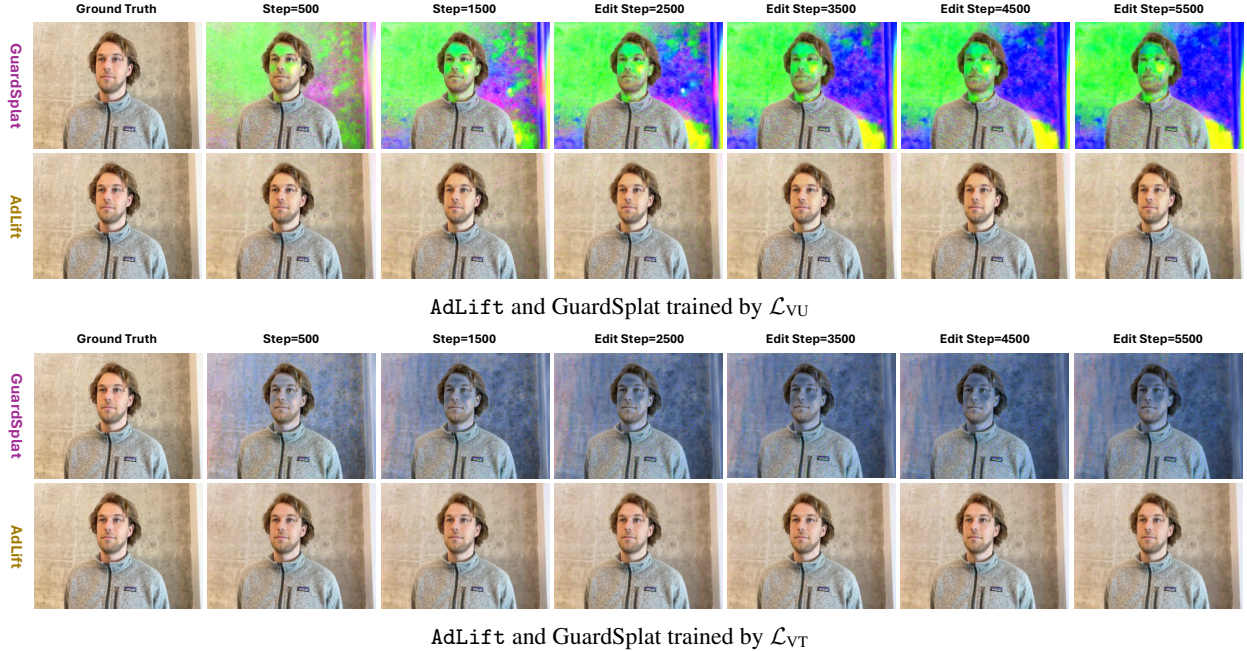 Ground Truth Step=500 Step=1500 Edit Step=2500 Edit Step=3500 Edit Step=4500 Edit Step=5500
GuardSplat
AdLift
AdLift and GuardSplat trained by ℒVU
Ground Truth Step=500 Step=1500 Edit Step=2500 Edit Step=3500 Edit Step=4500 Edit Step=5500
GuardSplat
AdLift
AdLift and GuardSplat trained by ℒVT